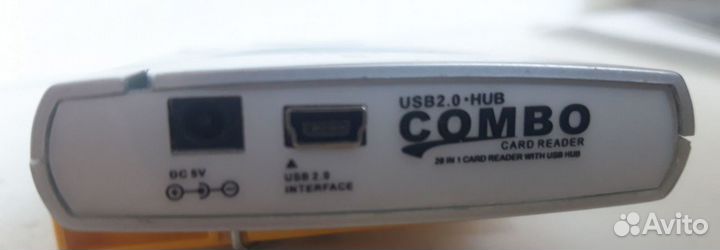 DC 5V
USB 2.0
INTERFACE
USB2.0·HUB
COMBO
CARD READER
28 IN 1 CARD READER WITH USB HUB
Avito